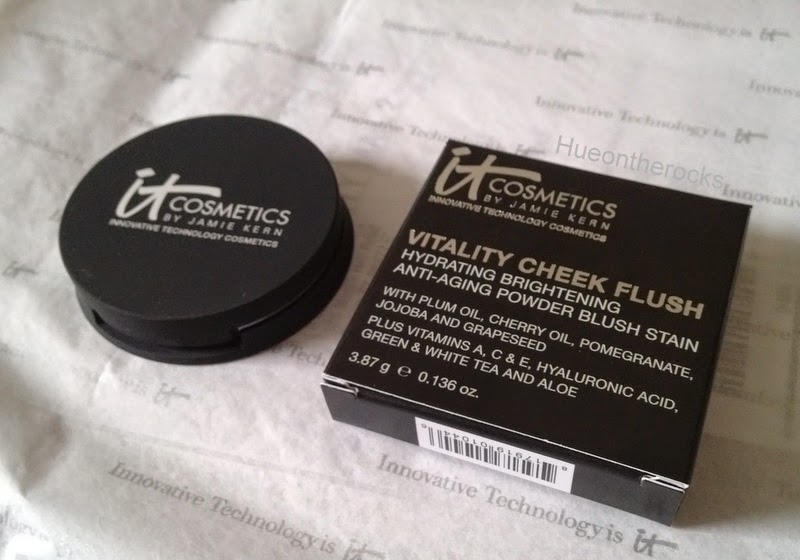 Innovative Technology is it
Innovative Technology is it
Innovative Technology is it
Hueontherocks
it COSMETICS
BY JAMIE KERN
INNOVATIVE TECHNOLOGY COSMETICS
it COSMETICS
BY JAMIE KERN
INNOVATIVE TECHNOLOGY COSMETICS
VITALITY CHEEK FLUSH
HYDRATING BRIGHTENING
ANTI-AGING POWDER BLUSH STAIN
WITH PLUM OIL, CHERRY OIL, POMEGRANATE,
JOJOBA AND GRAPESEED
PLUS VITAMINS A, C & E, HYALURONIC ACID,
GREEN & WHITE TEA AND ALOE
3.87 g e 0.136 oz.
Innovative Technology is it
Innovative Technology is it